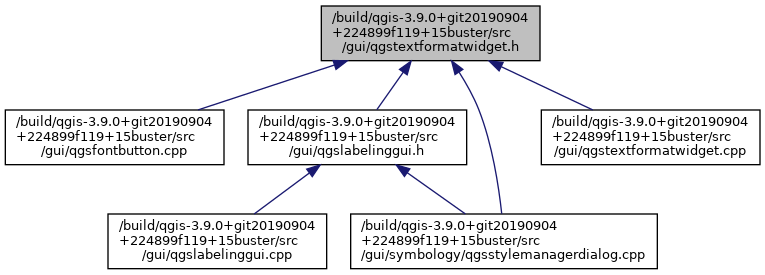 /build/qgis-3.9.0+git20190904
+224899f119+15buster/src
/gui/qgstextformatwidget.h
/build/qgis-3.9.0+git20190904
+224899f119+15buster/src
/gui/qgsfontbutton.cpp
/build/qgis-3.9.0+git20190904
+224899f119+15buster/src
/gui/qgslabelinggui.h
/build/qgis-3.9.0+git20190904
+224899f119+15buster/src
/gui/qgstextformatwidget.cpp
/build/qgis-3.9.0+git20190904
+224899f119+15buster/src
/gui/qgslabelinggui.cpp
/build/qgis-3.9.0+git20190904
+224899f119+15buster/src
/gui/symbology/qgsstylemanagerdialog.cpp